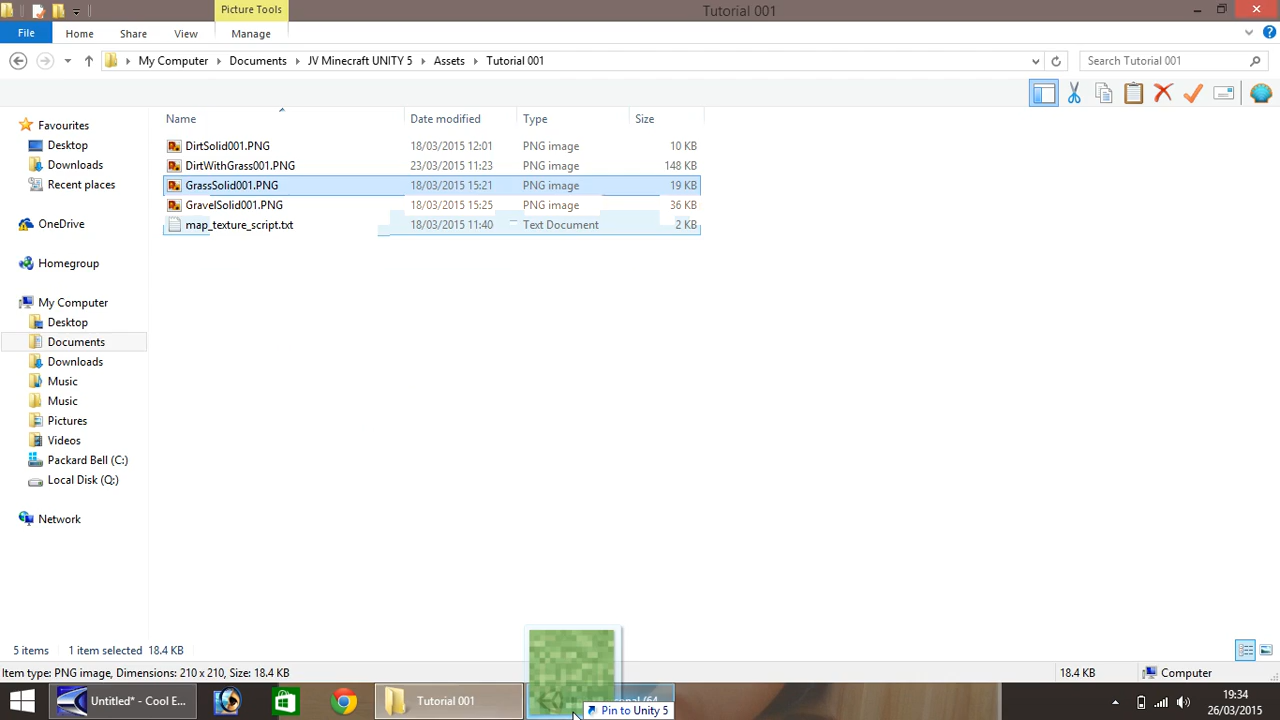 Picture Tools
Tutorial 001
File Home Share View Manage
My Computer Documents JV Minecraft UNITY 5 Assets Tutorial 001
Search Tutorial 001
Name Date modified Type Size
Favourites
Desktop
Downloads
Recent places
OneDrive
Homegroup
My Computer
Desktop
Documents
Downloads
Music
Music
Pictures
Videos
Packard Bell (C:)
Local Disk (Q:)
Network
DirtSolid001.PNG 18/03/2015 12:01 PNG image 10 KB
DirtWithGrass001.PNG 23/03/2015 11:23 PNG image 148 KB
GrassSolid001.PNG 18/03/2015 15:21 PNG image 19 KB
GravelSolid001.PNG 18/03/2015 15:25 PNG image 36 KB
map_texture_script.txt 18/03/2015 11:40 Text Document 2 KB
5 items 1 item selected 18.4 KB
Item type: PNG image, Dimensions: 210 x 210, Size: 18.4 KB
18.4 KB Computer
Untitled* - Cool E...
Tutorial 001
Pin to Unity 5
19:34
26/03/2015